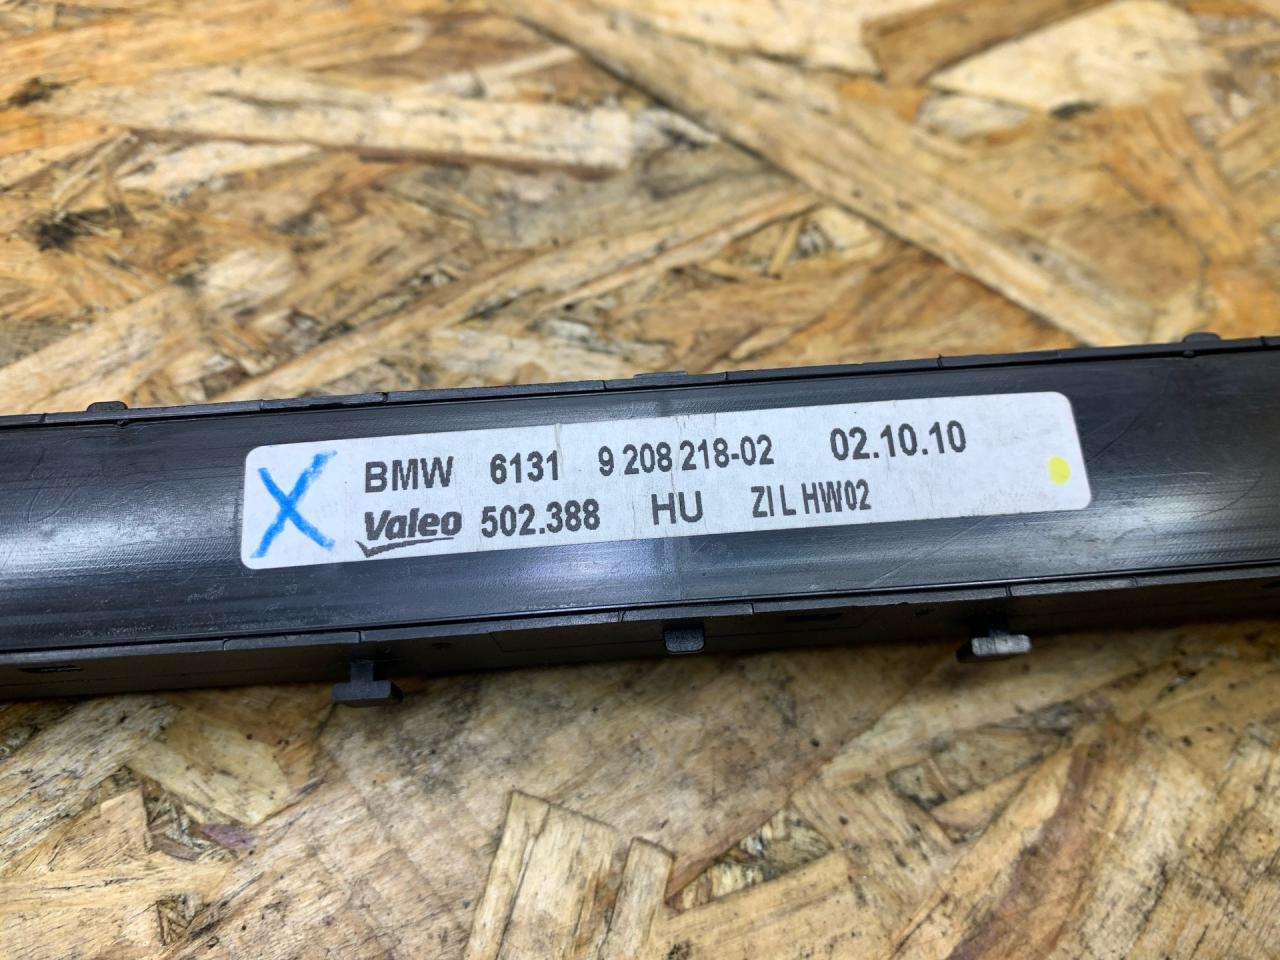 BMW 6131 9 208 218-02 02.10.10
Valeo 502.388 HU ZI L HW02